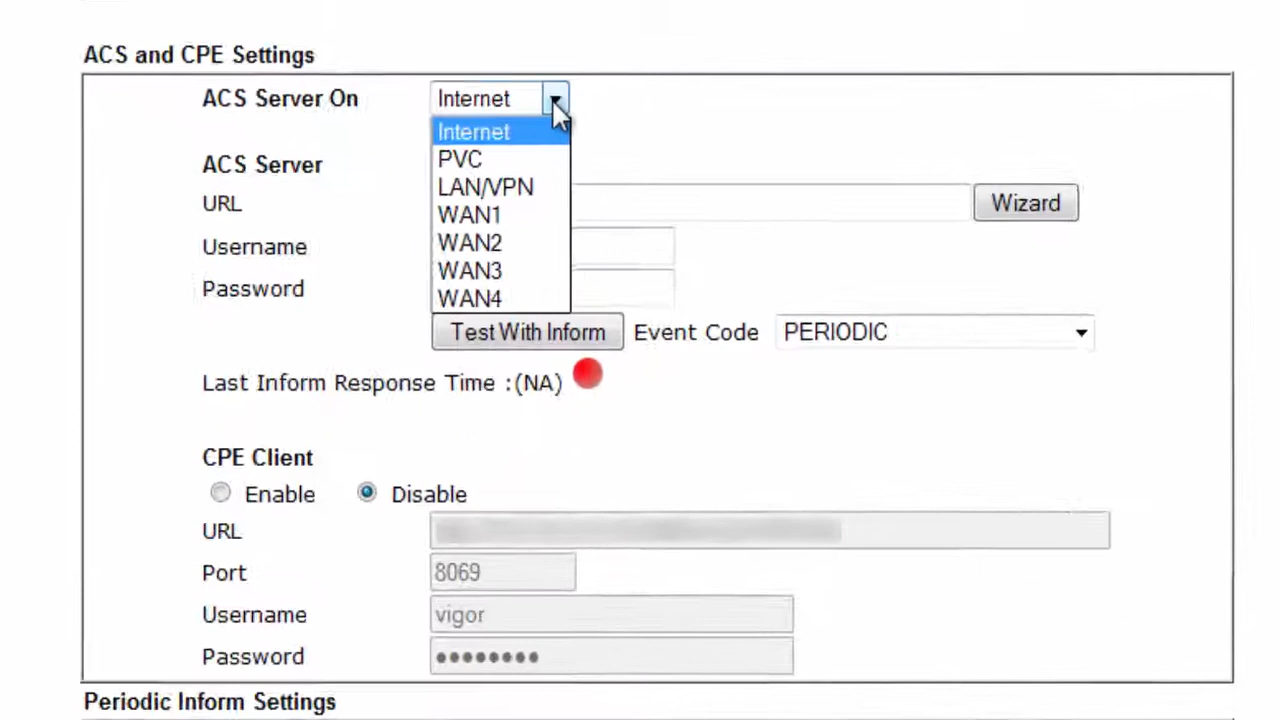 ACS and CPE Settings
ACS Server On Internet
Internet
PVC
LAN/VPN
WAN1
WAN2
WAN3
WAN4
ACS Server
URL Wizard
Username
Password
Test With Inform Event Code PERIODIC
Last Inform Response Time :(NA)
CPE Client
Enable Disable
URL
Port 8069
Username vigor
Password ••••••••
Periodic Inform Settings